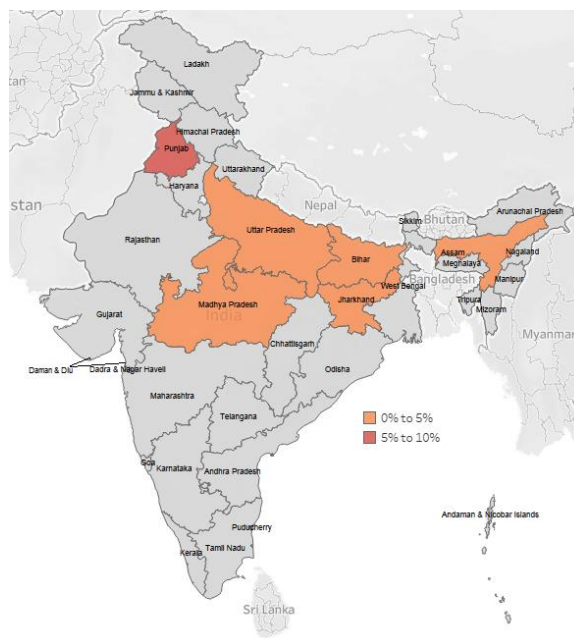 Ladakh
Jammu & Kashmir
Himachal Pradesh
Punjab
Uttarakhand
Haryana
Nepal
Sikkim
Bhutan
Arunachal Pradesh
Rajasthan
Uttar Pradesh
Bihar
Assam
Nagaland
Meghalaya
Manipur
Bangladesh
West Bengal
Jharkhand
Tripura
Mizoram
Myanmar
Gujarat
Madhya Pradesh
India
Chhattisgarh
Daman & Diu
Dadra & Nagar Haveli
Odisha
Maharashtra
Telangana
0% to 5%
5% to 10%
Goa
Karnataka
Andhra Pradesh
Andaman & Nicobar Islands
Puducherry
Kerala
Tamil Nadu
Sri Lanka